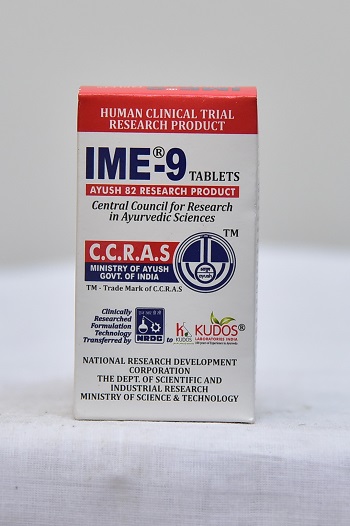 HUMAN CLINICAL TRIAL
RESEARCH PRODUCT
IME®-9 TABLETS
AYUSH 82 RESEARCH PRODUCT
Central Council for Research
in Ayurvedic Sciences
TM
C.C.R.A.S
MINISTRY OF AYUSH
GOVT. OF INDIA
TM - Trade Mark of C.C.R.A.S
Clinically
Researched
Formulation
Technology
Transferred by
NRDC
to
KUDOS
KUDOS®
LABORATORIES INDIA
NATIONAL RESEARCH DEVELOPMENT
CORPORATION
THE DEPT. OF SCIENTIFIC AND
INDUSTRIAL RESEARCH
MINISTRY OF SCIENCE & TECHNOLOGY